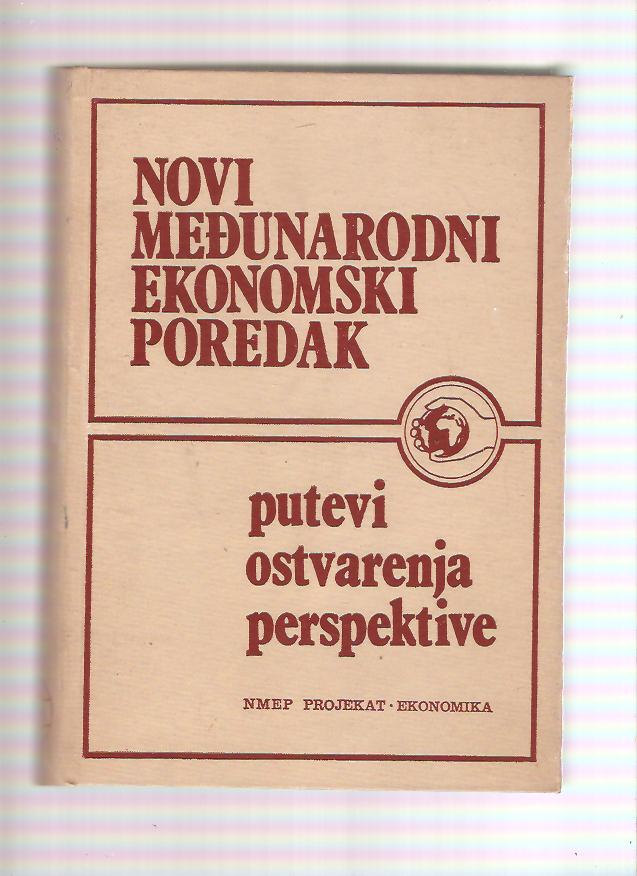 NOVI
MEĐUNARODNI
EKONOMSKI
POREDAK
putevi
ostvarenja
perspektive
NMEP PROJEKAT · EKONOMIKA